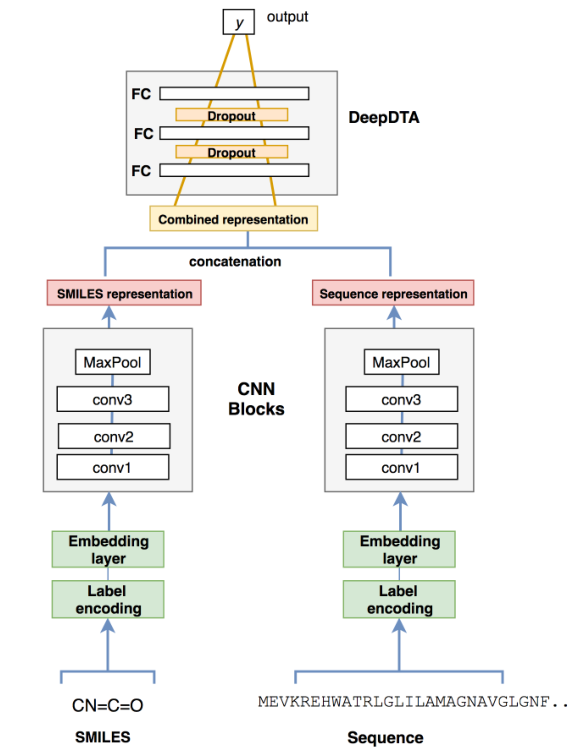 y output
FC
Dropout
DeepDTA
FC
Dropout
FC
Combined representation
concatenation
SMILES representation
Sequence representation
MaxPool
MaxPool
CNN
Blocks
conv3
conv3
conv2
conv2
conv1
conv1
Embedding
layer
Embedding
layer
Label
encoding
Label
encoding
CN=C=O
MEVKREHWATRLGLILAMAGNAVGLGNF..
SMILES
Sequence